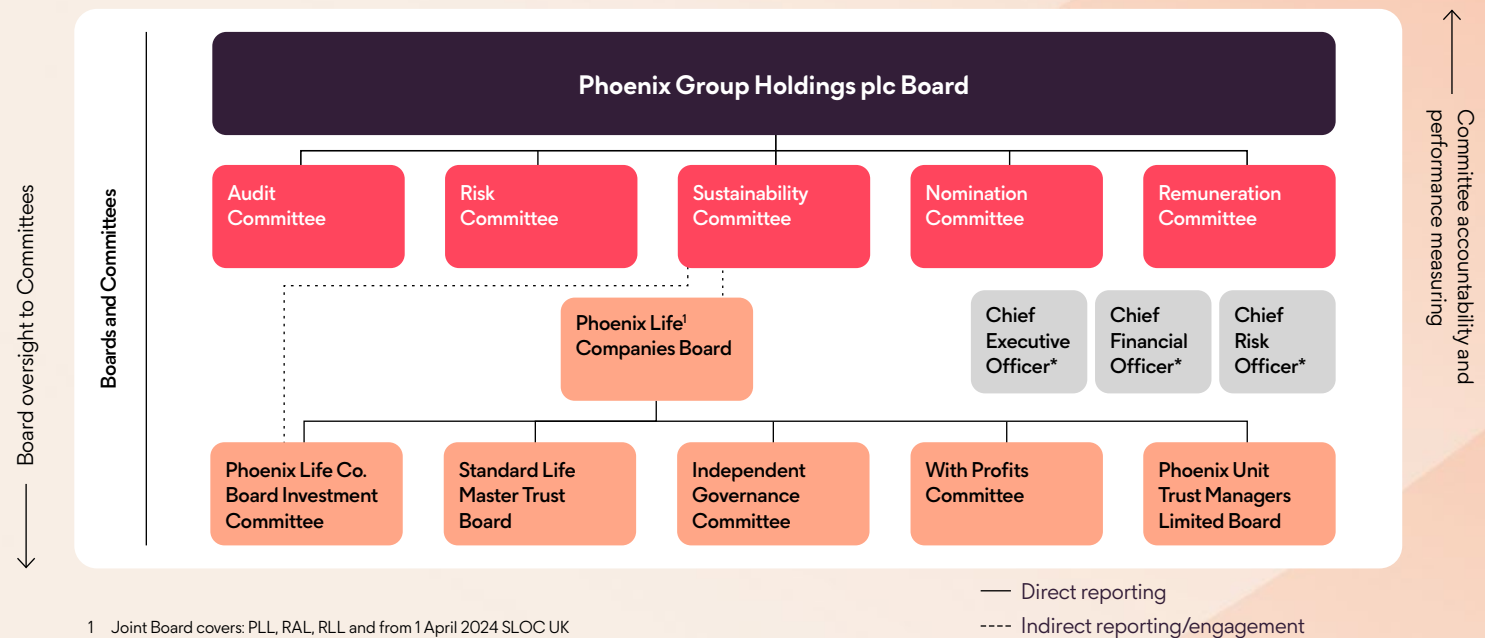 Phoenix Group Holdings plc Board
Board oversight to Committees
Boards and Committees
Committee accountability and
performance measuring
Audit
Committee
Risk
Committee
Sustainability
Committee
Nomination
Committee
Remuneration
Committee
Phoenix Life¹
Companies Board
Chief
Executive
Officer*
Chief
Financial
Officer*
Chief
Risk
Officer*
Phoenix Life Co.
Board Investment
Committee
Standard Life
Master Trust
Board
Independent
Governance
Committee
With Profits
Committee
Phoenix Unit
Trust Managers
Limited Board
Direct reporting
Indirect reporting/engagement
1 Joint Board covers: PLL, RAL, RLL and from 1 April 2024 SLOC UK